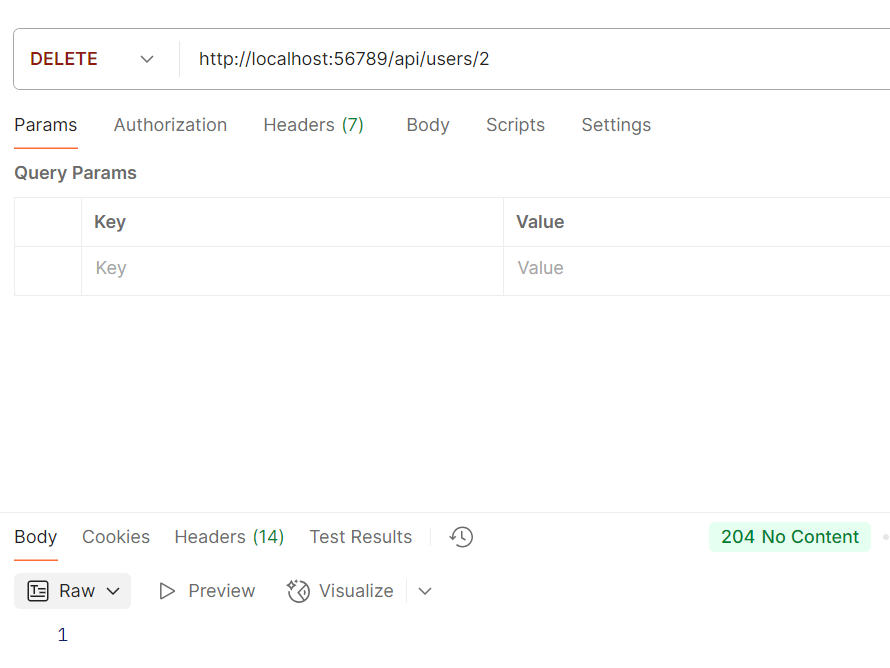 DELETE http://localhost:56789/api/users/2
Params Authorization Headers (7) Body Scripts Settings
Query Params
Key Value
Key Value
Body Cookies Headers (14) Test Results 204 No Content
Raw Preview Visualize
1